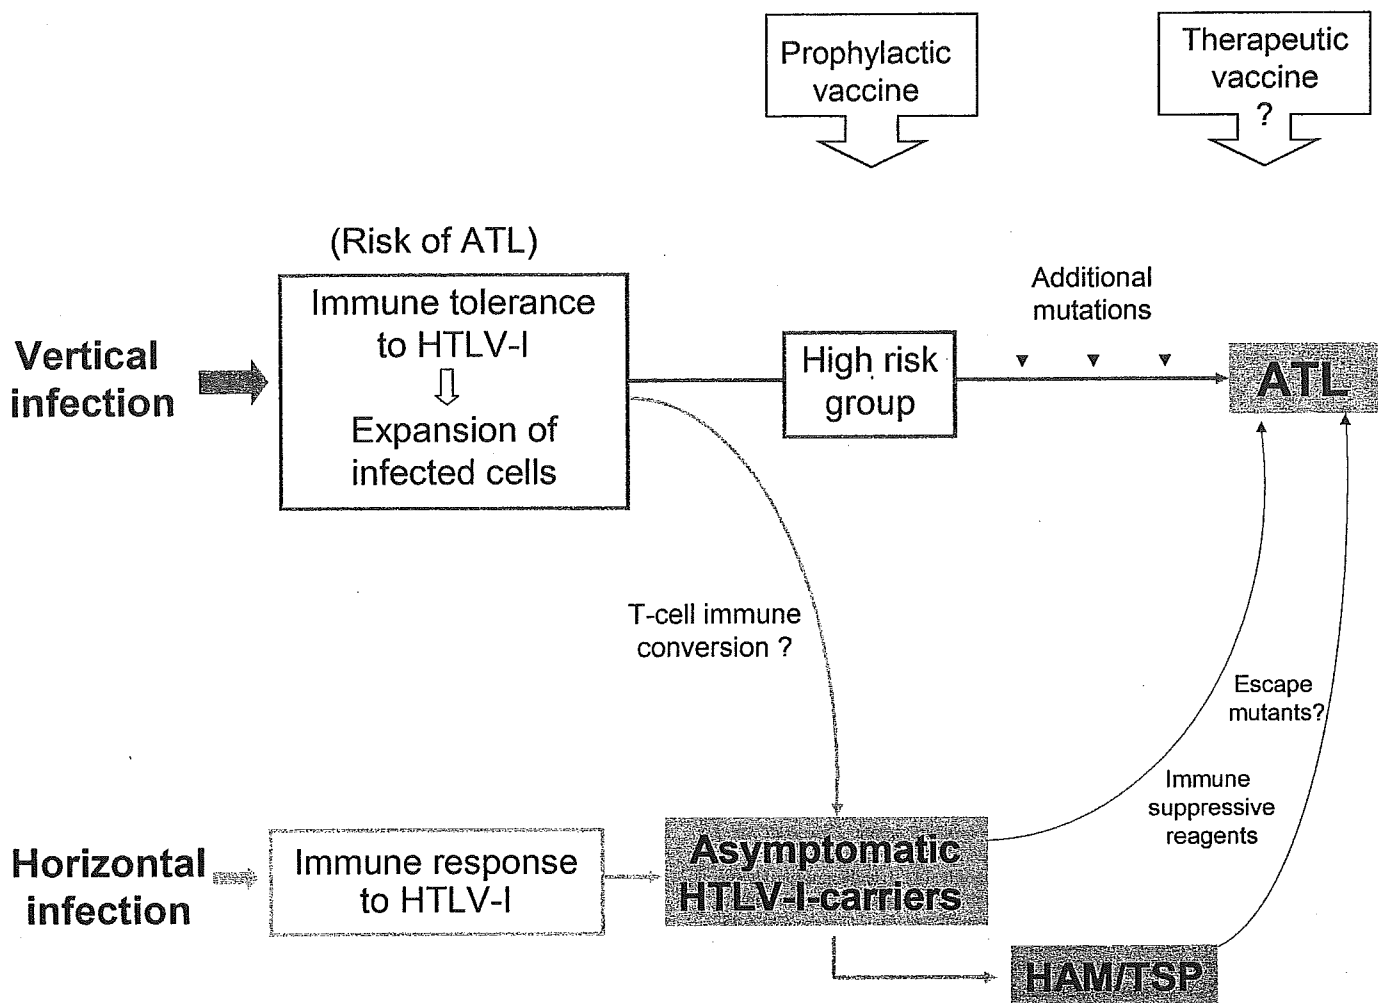 Prophylactic
vaccine
Therapeutic
vaccine
?
(Risk of ATL)
Immune tolerance
to HTLV-I
Expansion of
infected cells
Vertical
infection
High risk
group
Additional
mutations
ATL
T-cell immune
conversion ?
Escape
mutants?
Immune
suppressive
reagents
Horizontal
infection
Immune response
to HTLV-I
Asymptomatic
HTLV-I-carriers
HAM/TSP